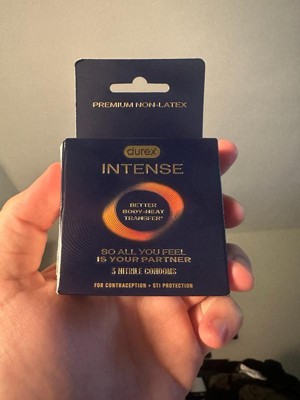 PREMIUM NON-LATEX
durex
INTENSE
BETTER
BODY-HEAT
TRANSFER*
SO ALL YOU FEEL
IS YOUR PARTNER
5 NITRILE CONDOMS
FOR CONTRACEPTION + STI PROTECTION